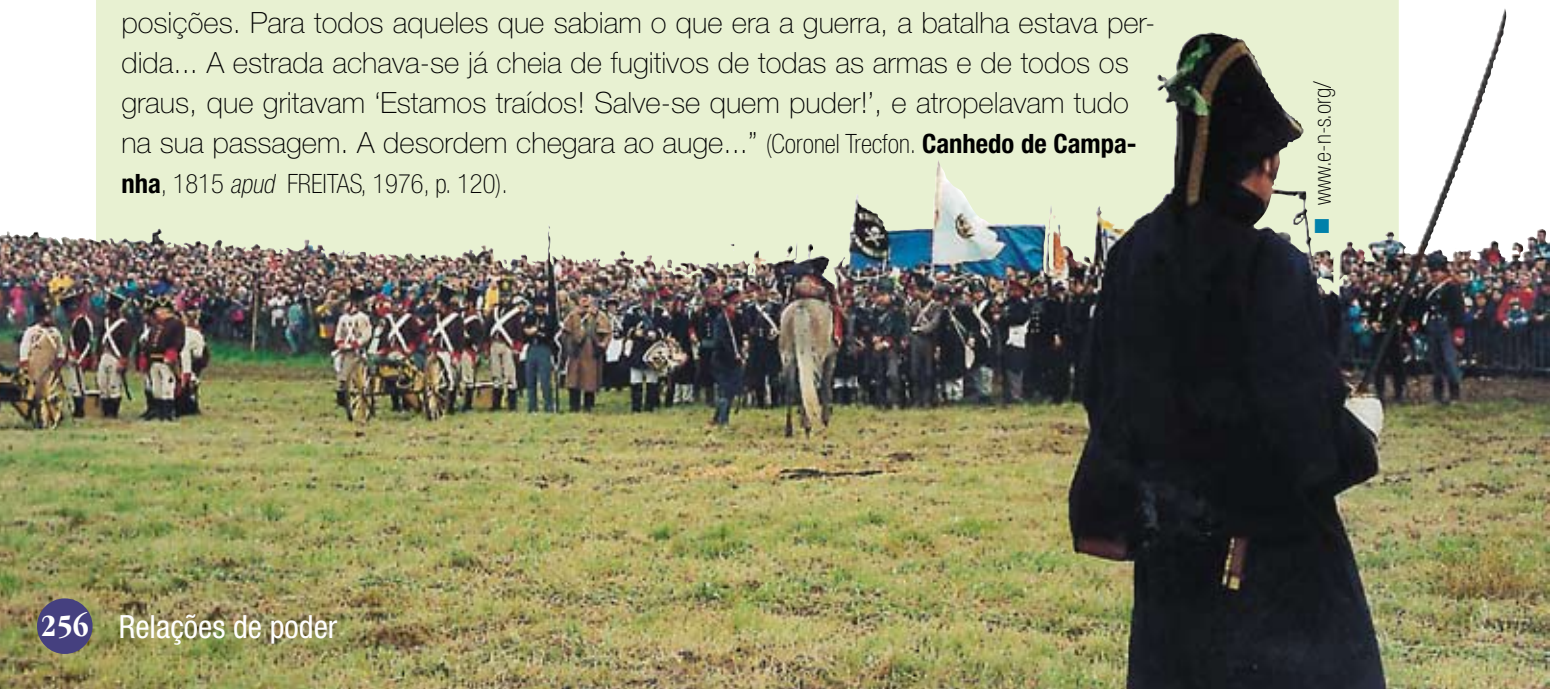 posições. Para todos aqueles que sabiam o que era a guerra, a batalha estava per-
dida... A estrada achava-se já cheia de fugitivos de todas as armas e de todos os
graus, que gritavam ‘Estamos traídos! Salve-se quem puder!’, e atropelavam tudo
na sua passagem. A desordem chegara ao auge...” (Coronel Trecfon. Canhedo de Campa-
nha, 1815 apud FREITAS, 1976, p. 120).
www.e-n-s.org/
256 Relações de poder